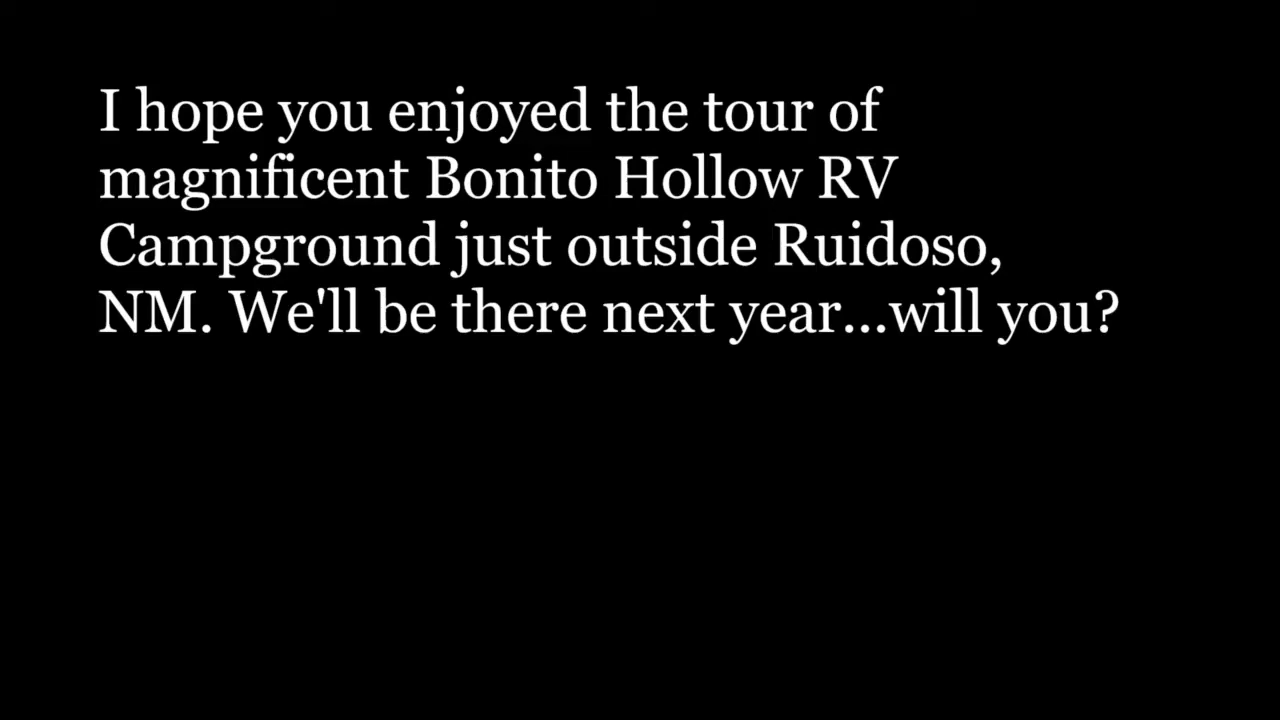 I hope you enjoyed the tour of
magnificent Bonito Hollow RV
Campground just outside Ruidoso,
NM. We'll be there next year...will you?